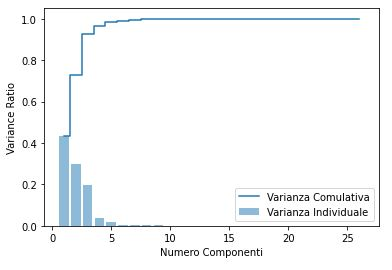 1.0
0.8
0.6
0.4
0.2
0.0
Variance Ratio
Varianza Comulativa
Varianza Individuale
0 5 10 15 20 25
Numero Componenti